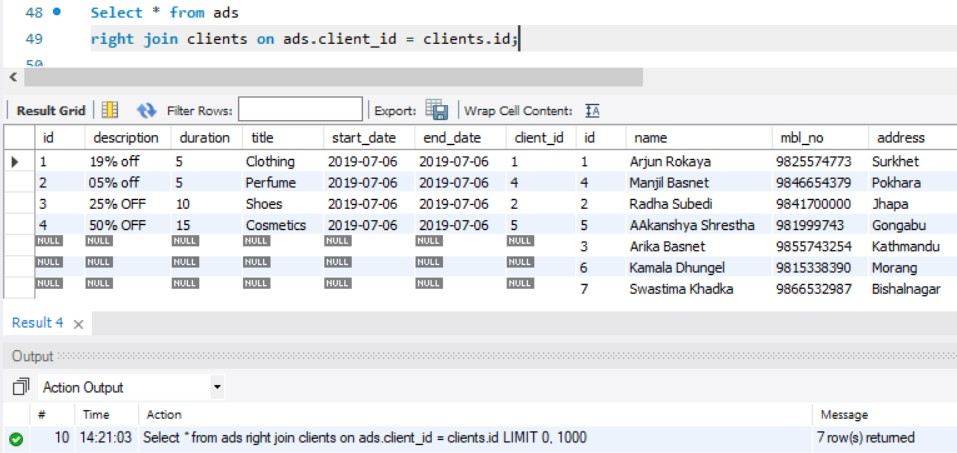 48 Select * from ads
49 right join clients on ads.client_id = clients.id;
50
Result Grid Filter Rows: Export: Wrap Cell Content:
id description duration title start_date end_date client_id id name mbl_no address
1 19% off 5 Clothing 2019-07-06 2019-07-06 1 1 Arjun Rokaya 9825574773 Surkhet
2 05% off 5 Perfume 2019-07-06 2019-07-06 4 4 Manjil Basnet 9846654379 Pokhara
3 25% OFF 10 Shoes 2019-07-06 2019-07-06 2 2 Radha Subedi 9841700000 Jhapa
4 50% OFF 15 Cosmetics 2019-07-06 2019-07-06 5 5 AAkanshya Shrestha 981999743 Gongabu
NULL NULL NULL NULL NULL NULL NULL 3 Arika Basnet 9855743254 Kathmandu
NULL NULL NULL NULL NULL NULL NULL 6 Kamala Dhungel 9815338390 Morang
NULL NULL NULL NULL NULL NULL NULL 7 Swastima Khadka 9866532987 Bishalnagar
Result 4
Output
Action Output
# Time Action Message
10 14:21:03 Select * from ads right join clients on ads.client_id = clients.id LIMIT 0, 1000 7 row(s) returned